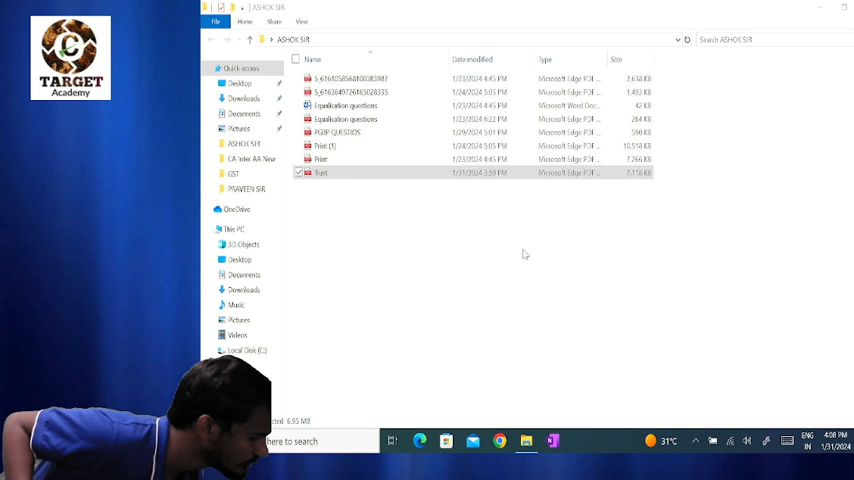 TARGET
Academy
ASHOK SIR
File Home Share View
ASHOK SIR
Search ASHOK SIR
Name Date modified Type Size
Quick access
Desktop
Downloads
Documents
Pictures
ASHOK SIR
CA Inter AA New
GST
PRAVEEN SIR
OneDrive
This PC
3D Objects
Desktop
Documents
Downloads
Music
Pictures
Videos
Local Disk (C:)
5_6161058568100383987 1/23/2024 4:45 PM Microsoft Edge PDF ... 2,638 KB
5_6163649726165028335 1/24/2024 5:05 PM Microsoft Edge PDF ... 1,493 KB
Equalisation questions 1/23/2024 4:45 PM Microsoft Word Doc... 42 KB
Equalisation questions 1/23/2024 6:22 PM Microsoft Edge PDF ... 264 KB
PGBP QUESTIOS 1/29/2024 5:01 PM Microsoft Edge PDF ... 590 KB
Print (1) 1/24/2024 5:05 PM Microsoft Edge PDF ... 10,518 KB
Print 1/23/2024 4:45 PM Microsoft Edge PDF ... 7,266 KB
Trust 1/31/2024 3:59 PM Microsoft Edge PDF ... 7,118 KB
6.95 MB
here to search
31°C
ENG
IN
4:08 PM
1/31/2024